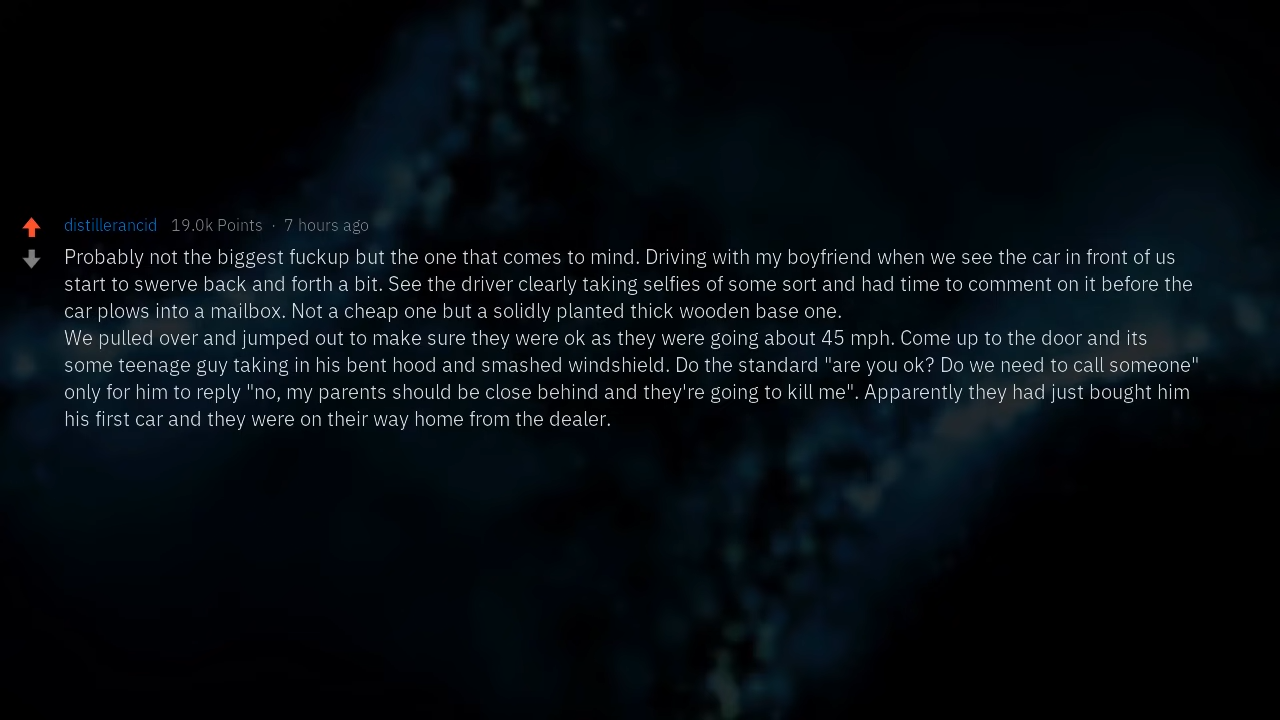 distillerancid 19.0k Points · 7 hours ago
Probably not the biggest fuckup but the one that comes to mind. Driving with my boyfriend when we see the car in front of us
start to swerve back and forth a bit. See the driver clearly taking selfies of some sort and had time to comment on it before the
car plows into a mailbox. Not a cheap one but a solidly planted thick wooden base one.
We pulled over and jumped out to make sure they were ok as they were going about 45 mph. Come up to the door and its
some teenage guy taking in his bent hood and smashed windshield. Do the standard "are you ok? Do we need to call someone"
only for him to reply "no, my parents should be close behind and they're going to kill me". Apparently they had just bought him
his first car and they were on their way home from the dealer.